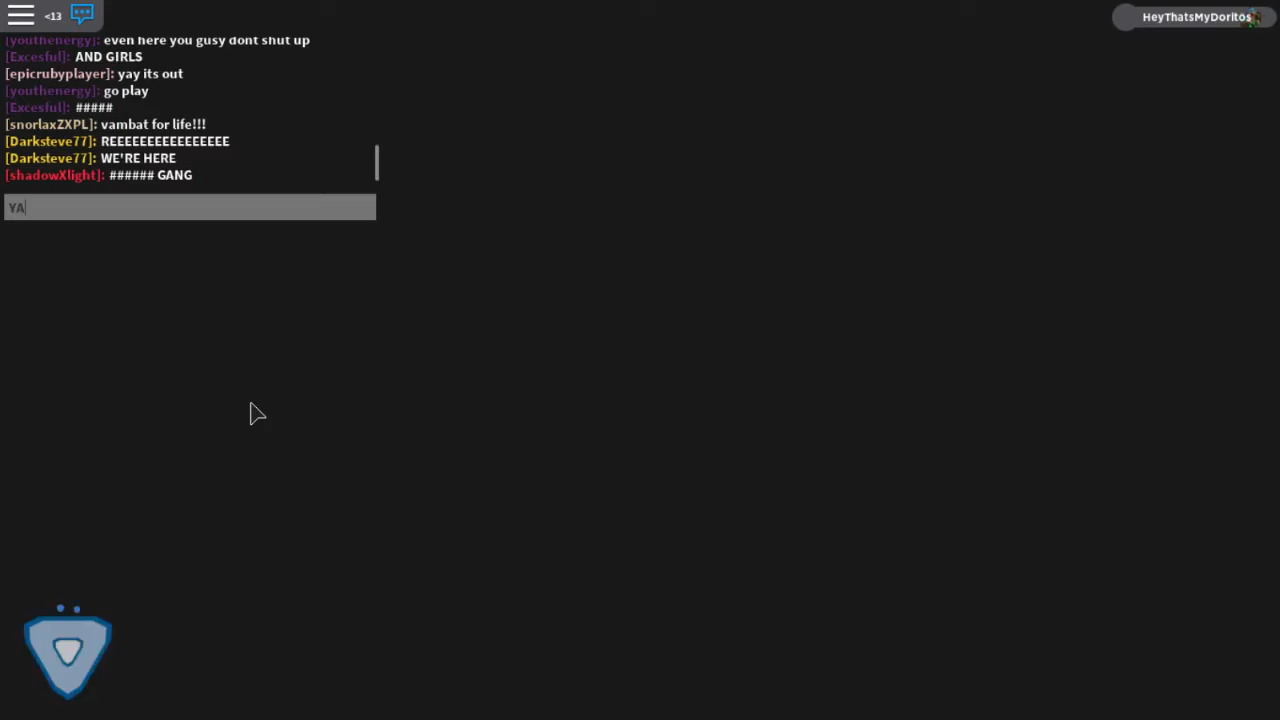 <13
HeyThatsMyDoritos
[youthenergy]: even here you gusy dont shut up
[Excesful]: AND GIRLS
[epicrubyplayer]: yay its out
[youthenergy]: go play
[Excesful]: #####
[snorlaxZXPL]: vambat for life!!!
[Darksteve77]: REEEEEEEEEEEEEEEE
[Darksteve77]: WE'RE HERE
[shadowXlight]: ###### GANG
YA